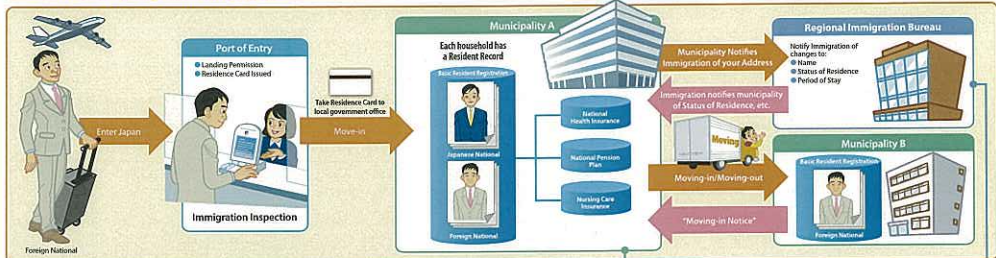 Foreign National
Enter Japan
Port of Entry
Landing Permission
Residence Card Issued
Immigration Inspection
Take Residence Card to
local government office
Move-in
Municipality A
Each household has
a Resident Record
Basic Resident Registration
Japanese National
Foreign National
National
Health Insurance
National Pension
Plan
Nursing Care
Insurance
Municipality Notifies
Immigration of your Address
Immigration notifies municipality
of Status of Residence, etc.
Moving
Moving-in/Moving-out
"Moving-in Notice"
Regional Immigration Bureau
Notify Immigration of
changes to:
Name
Status of Residence
Period of Stay
Municipality B
Basic Resident Registration
Foreign National